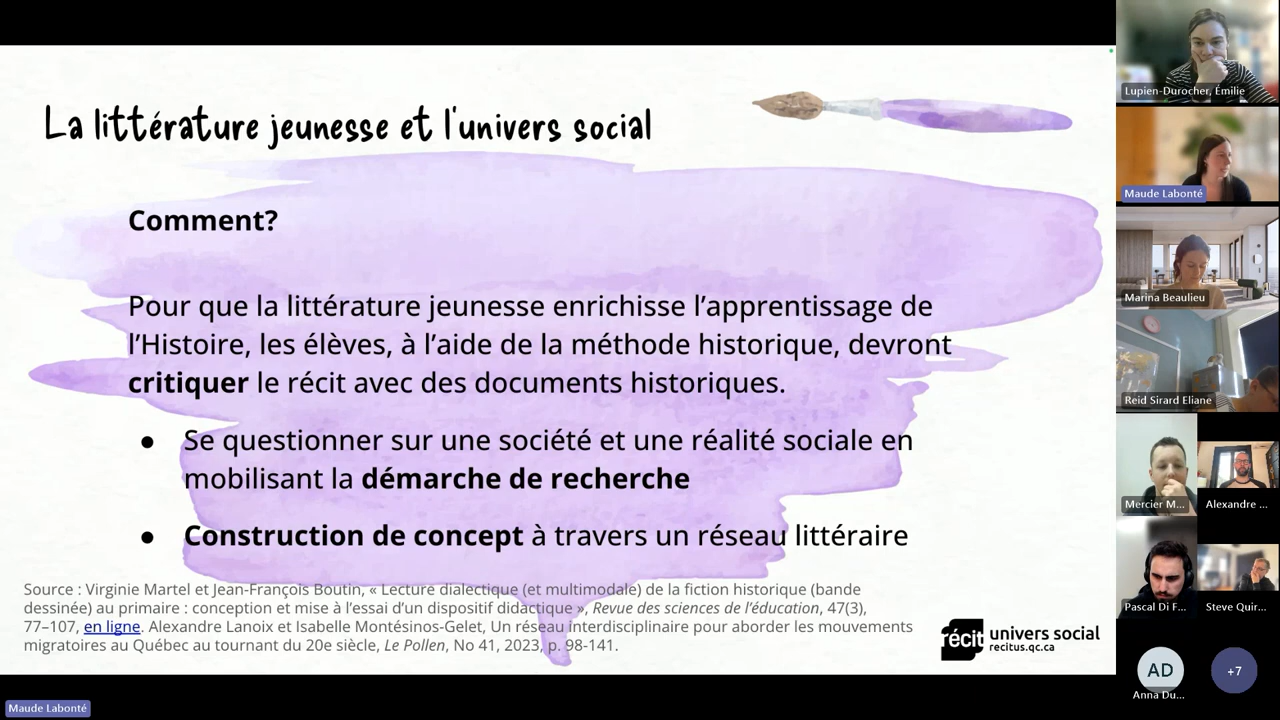 La littérature jeunesse et l'univers social
Comment?
Pour que la littérature jeunesse enrichisse l’apprentissage de
l’Histoire, les élèves, à l’aide de la méthode historique, devront
critiquer le récit avec des documents historiques.
● Se questionner sur une société et une réalité sociale en
mobilisant la démarche de recherche
● Construction de concept à travers un réseau littéraire
Source : Virginie Martel et Jean-François Boutin, « Lecture dialectique (et multimodale) de la fiction historique (bande
dessinée) au primaire : conception et mise à l’essai d’un dispositif didactique », Revue des sciences de l’éducation, 47(3),
77–107, en ligne. Alexandre Lanoix et Isabelle Montésinos-Gelet, Un réseau interdisciplinaire pour aborder les mouvements
migratoires au Québec au tournant du 20e siècle, Le Pollen, No 41, 2023, p. 98-141.
récit univers social
recitus.qc.ca
Maude Labonté
Lupien-Durocher, Émilie
Maude Labonté
Marina Beaulieu
Reid Sirard Eliane
Mercier M...
Alexandre ...
Pascal Di F...
Steve Quir...
AD
Anna Du...
+7